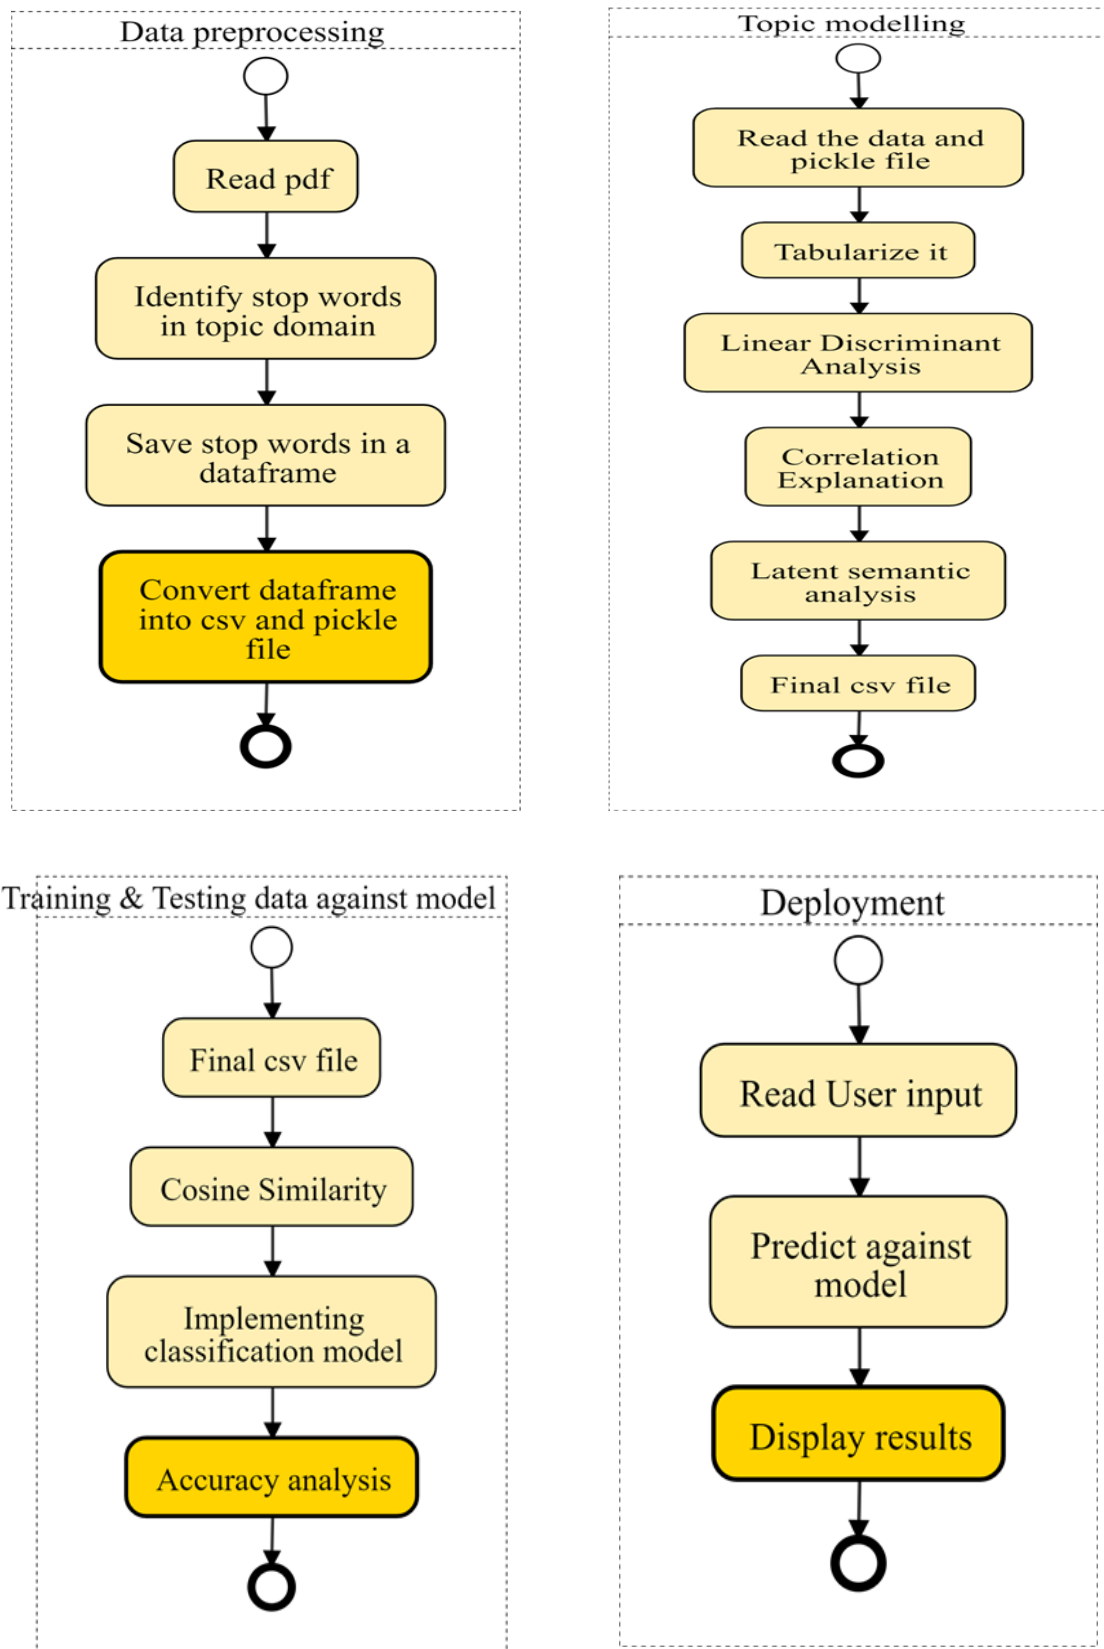 Data preprocessing
Read pdf
Identify stop words
in topic domain
Save stop words in a
dataframe
Convert dataframe
into csv and pickle
file
Topic modelling
Read the data and
pickle file
Tabularize it
Linear Discriminant
Analysis
Correlation
Explanation
Latent semantic
analysis
Final csv file
Training & Testing data against model
Final csv file
Cosine Similarity
Implementing
classification model
Accuracy analysis
Deployment
Read User input
Predict against
model
Display results